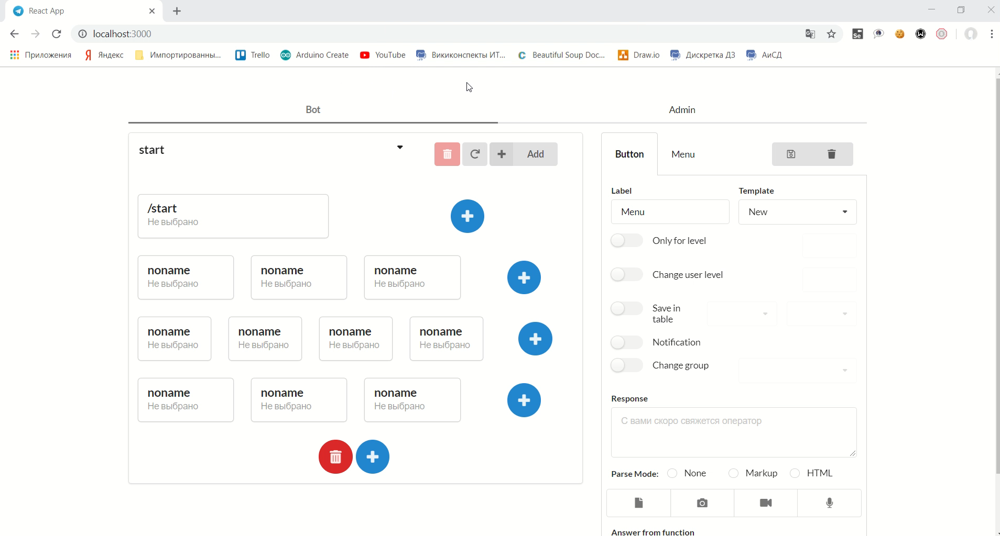 React App
localhost:3000
Приложения Яндекс Импортированны... Trello Arduino Create YouTube Викиконспекты ИТ... Beautiful Soup Doc... Draw.io Дискретка ДЗ АиСД
Bot Admin
start Add
/start
Не выбрано
noname noname noname
Не выбрано Не выбрано Не выбрано
noname noname noname noname
Не выбрано Не выбрано Не выбрано Не выбрано
noname noname noname
Не выбрано Не выбрано Не выбрано
Button Menu
Label Template
Menu New
Only for level
Change user level
Save in
table
Notification
Change group
Response
С вами скоро свяжется оператор
Parse Mode: None Markup HTML
Answer from function